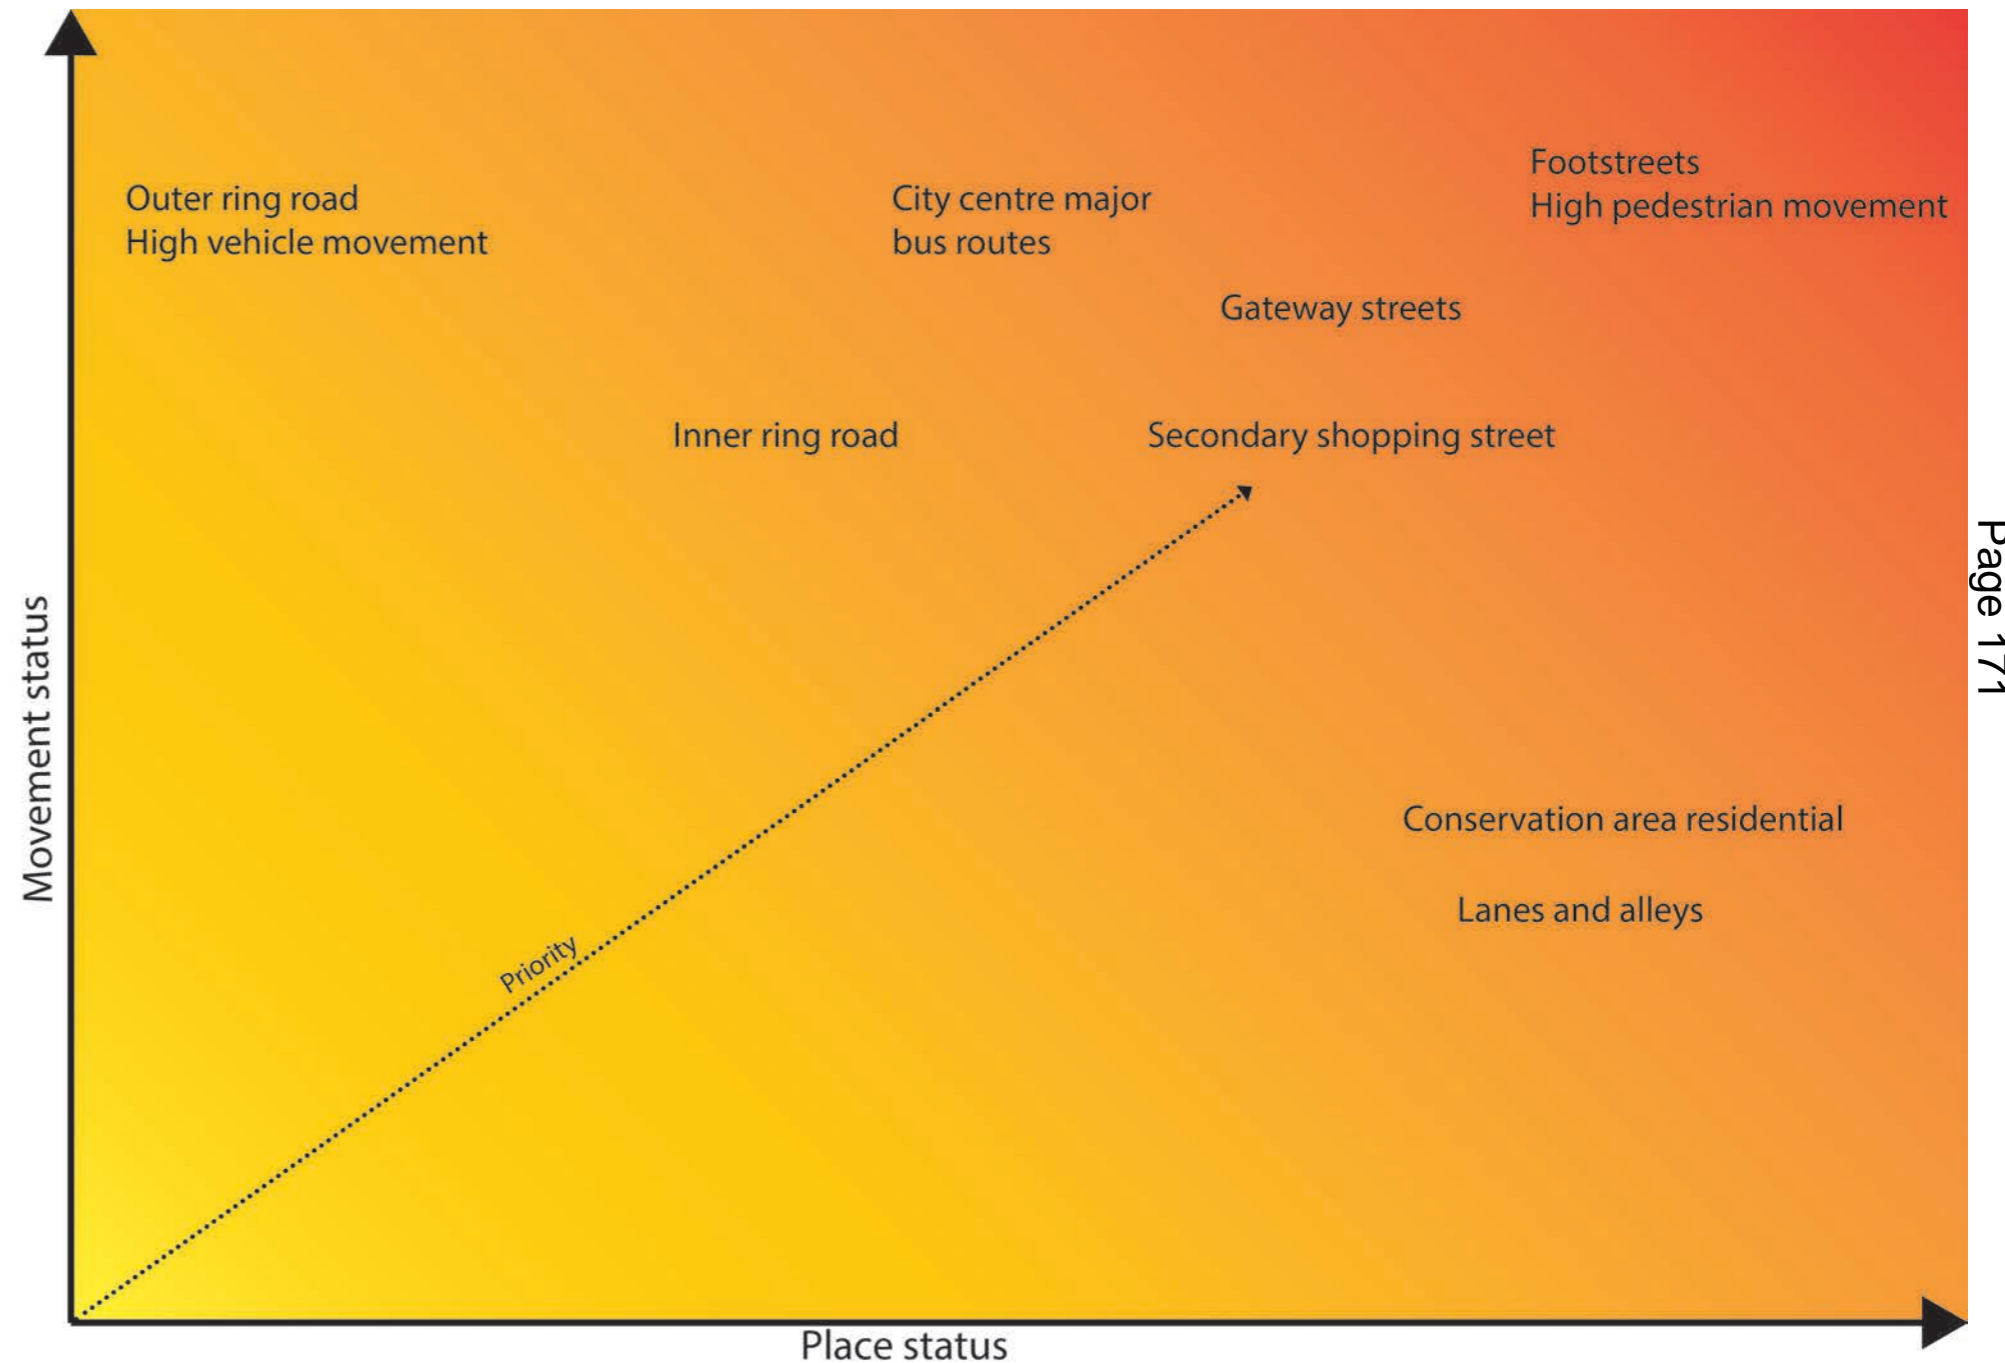 Footstreets
High pedestrian movement
Outer ring road
High vehicle movement
City centre major
bus routes
Gateway streets
Inner ring road
Secondary shopping street
Page 171
Movement status
Conservation area residential
Lanes and alleys
Priority
Place status